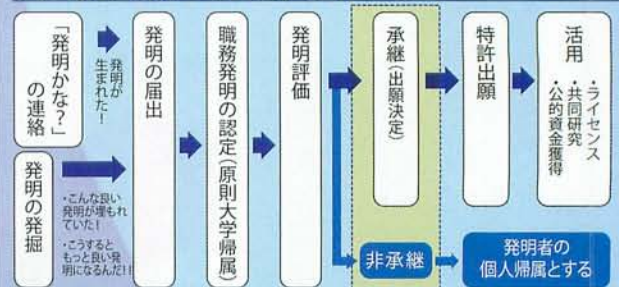 「発明かな?」
の連絡
発明が
生まれた!
発明の発掘
・こんな良い
発明が埋もれ
ていた!
・こうすると
もっと良い発
明になるんだ!!
発明の届出
職務発明の認定(原則大学帰属)
発明評価
承継(出願決定)
特許出願
活用
・ライセンス
・共同研究
・公的資金獲得
非承継
発明者の
個人帰属とする